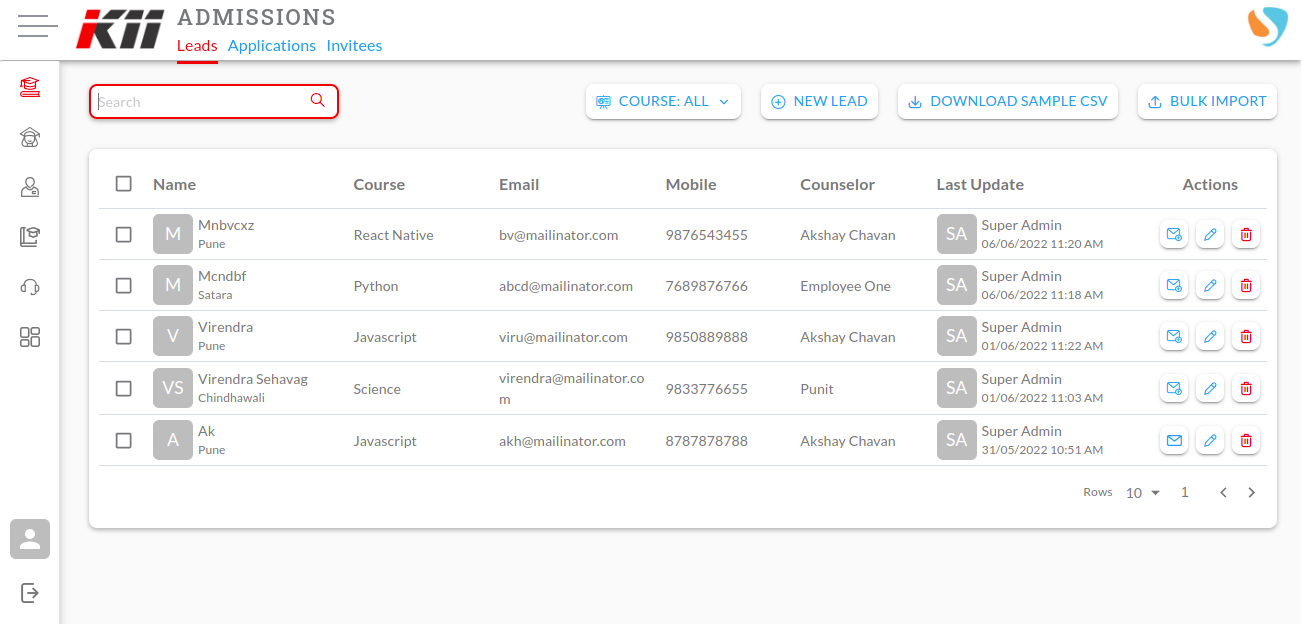 KII
ADMISSIONS
Leads Applications Invitees
Search
COURSE: ALL
NEW LEAD
DOWNLOAD SAMPLE CSV
BULK IMPORT
Name Course Email Mobile Counselor Last Update Actions
M Mnbvcxz React Native bv@mailinator.com 9876543455 Akshay Chavan SA Super Admin
Pune 06/06/2022 11:20 AM
M Mcndbf Python abcd@mailinator.com 7689876766 Employee One SA Super Admin
Satara 06/06/2022 11:18 AM
V Virendra Javascript viru@mailinator.com 9850889888 Akshay Chavan SA Super Admin
Pune 01/06/2022 11:22 AM
VS Virendra Sehavag Science virendra@mailinator.co 9833776655 Punit SA Super Admin
Chindhawali m 01/06/2022 11:03 AM
A Ak Javascript akh@mailinator.com 8787878788 Akshay Chavan SA Super Admin
Pune 31/05/2022 10:51 AM
Rows 10 1